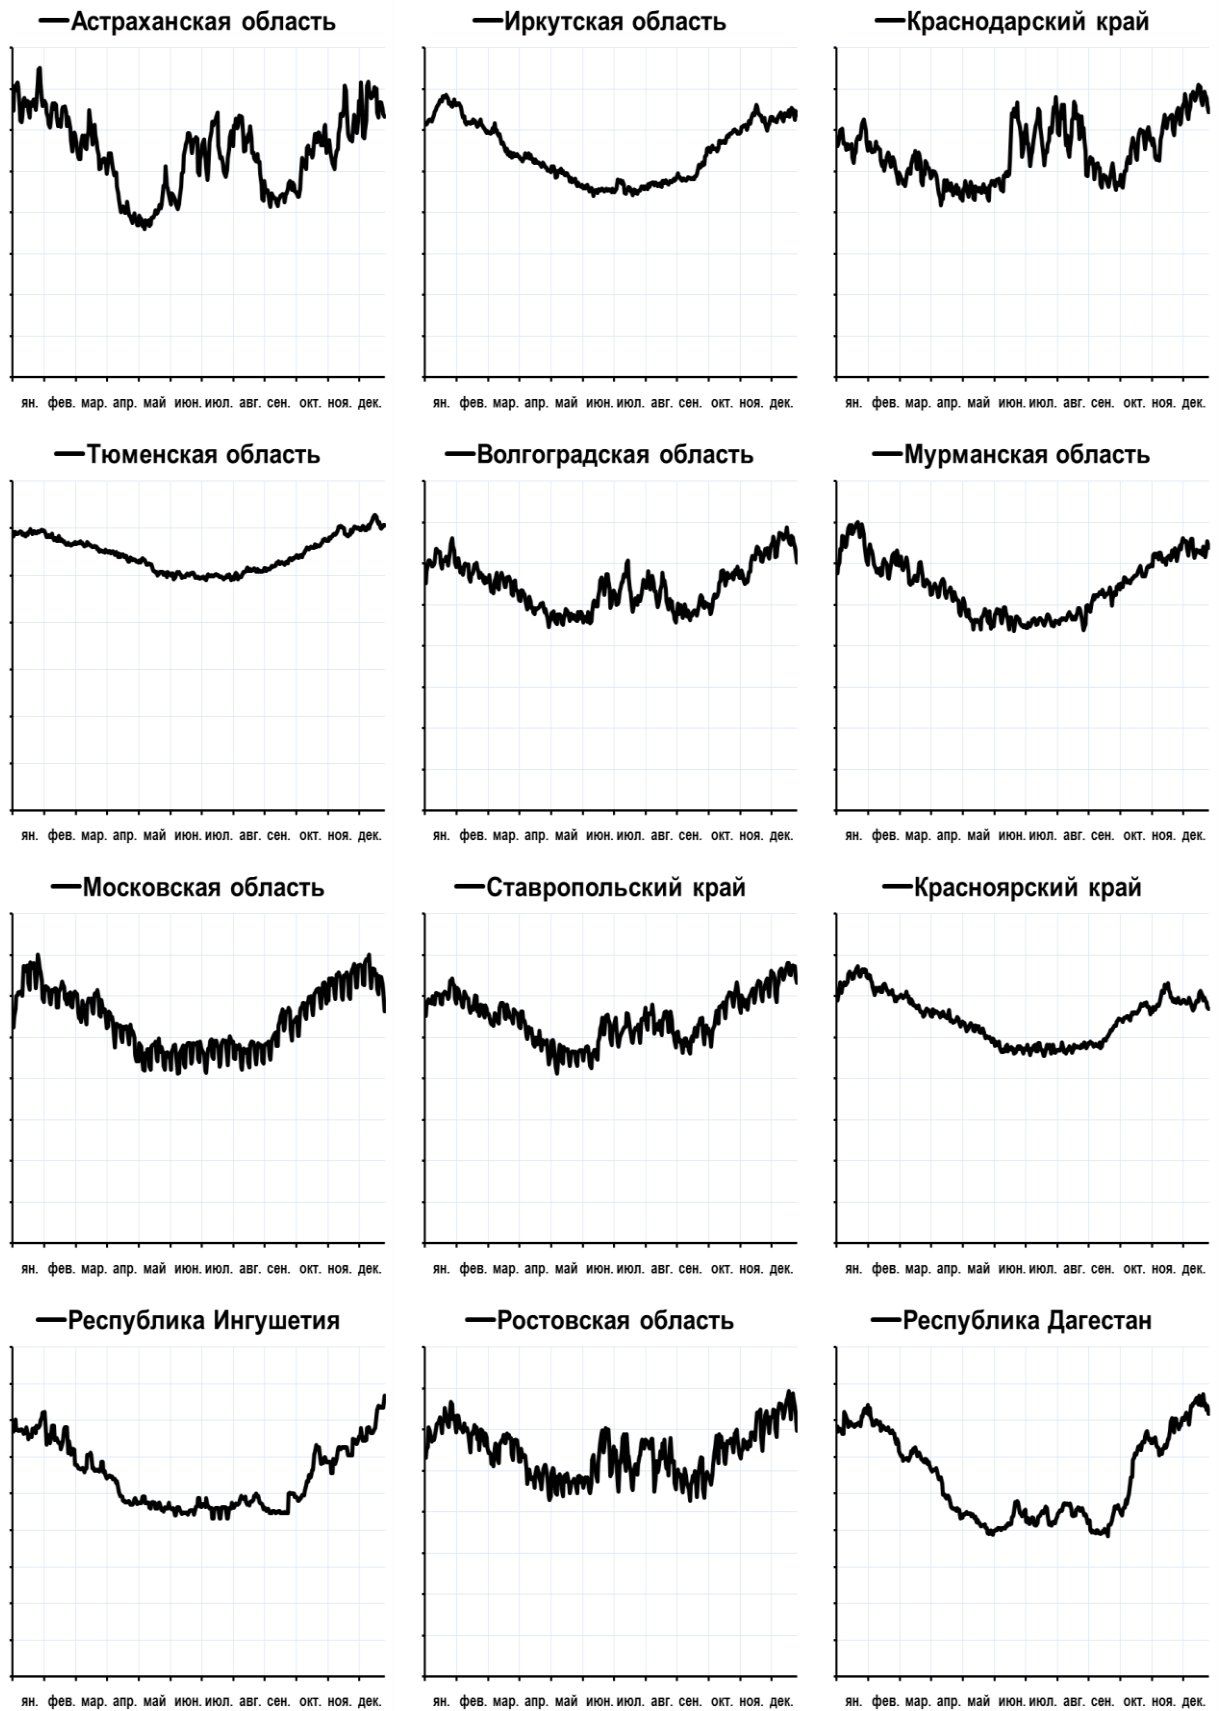 Астраханская область
Иркутская область
Краснодарский край
ян. фев. мар. апр. май июн. июл. авг. сен. окт. ноя. дек.
ян. фев. мар. апр. май июн. июл. авг. сен. окт. ноя. дек.
ян. фев. мар. апр. май июн. июл. авг. сен. окт. ноя. дек.
Тюменская область
Волгоградская область
Мурманская область
ян. фев. мар. апр. май июн. июл. авг. сен. окт. ноя. дек.
ян. фев. мар. апр. май июн. июл. авг. сен. окт. ноя. дек.
ян. фев. мар. апр. май июн. июл. авг. сен. окт. ноя. дек.
Московская область
Ставропольский край
Красноярский край
ян. фев. мар. апр. май июн. июл. авг. сен. окт. ноя. дек.
ян. фев. мар. апр. май июн. июл. авг. сен. окт. ноя. дек.
ян. фев. мар. апр. май июн. июл. авг. сен. окт. ноя. дек.
Республика Ингушетия
Ростовская область
Республика Дагестан
ян. фев. мар. апр. май июн. июл. авг. сен. окт. ноя. дек.
ян. фев. мар. апр. май июн. июл. авг. сен. окт. ноя. дек.
ян. фев. мар. апр. май июн. июл. авг. сен. окт. ноя. дек.